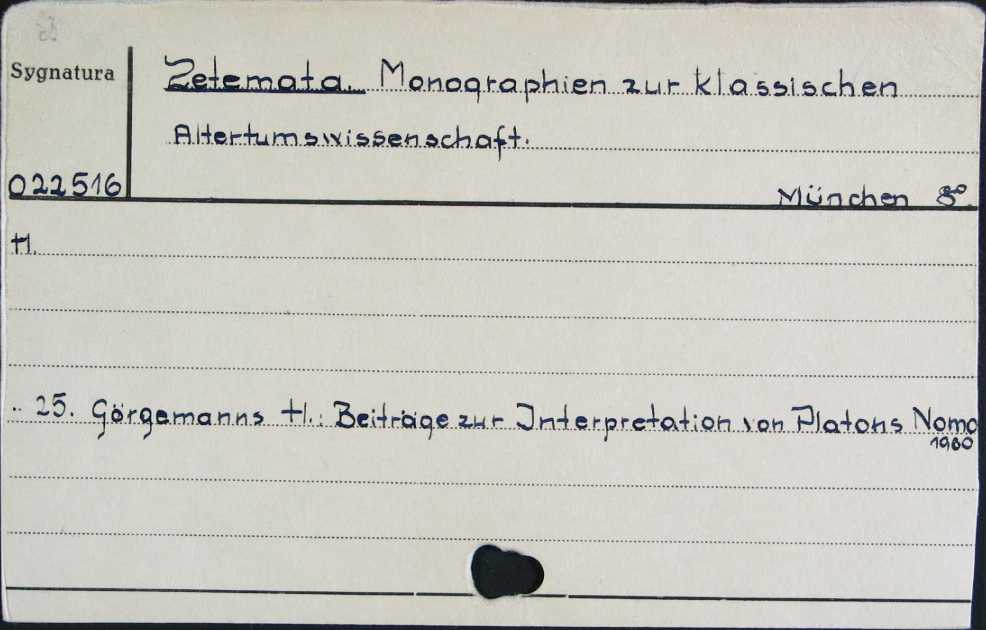 Sygnatura
Zetemata. Monographien zur klassischen
Altertumswissenschaft.
022516
München 8°.
H.
25. Görgemanns H.: Beiträge zur Interpretation von Platons Nomo
1960